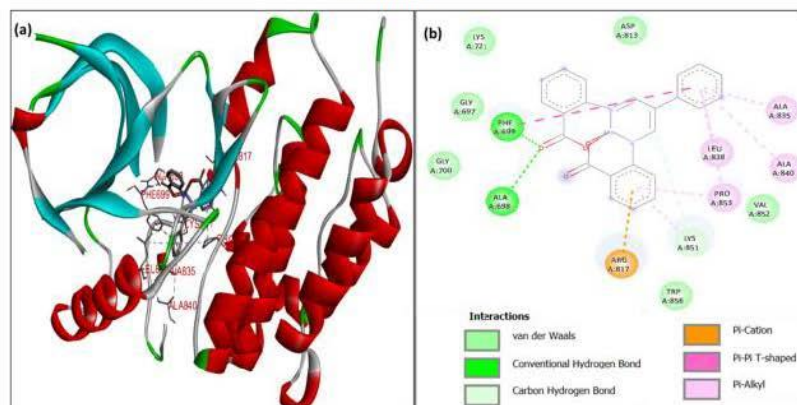 (a)
817
PHE699
A835
ALA840
(b)
LYS
A:721
ASP
A:813
GLY
A:697
PHE
A:699
ALA
A:835
GLY
A:700
LEU
A:838
ALA
A:840
ALA
A:698
PRO
A:853
VAL
A:852
LYS
A:851
ARG
A:817
TRP
A:856
Interactions
van der Waals
Conventional Hydrogen Bond
Carbon Hydrogen Bond
Pi-Cation
Pi-Pi T-shaped
Pi-Alkyl